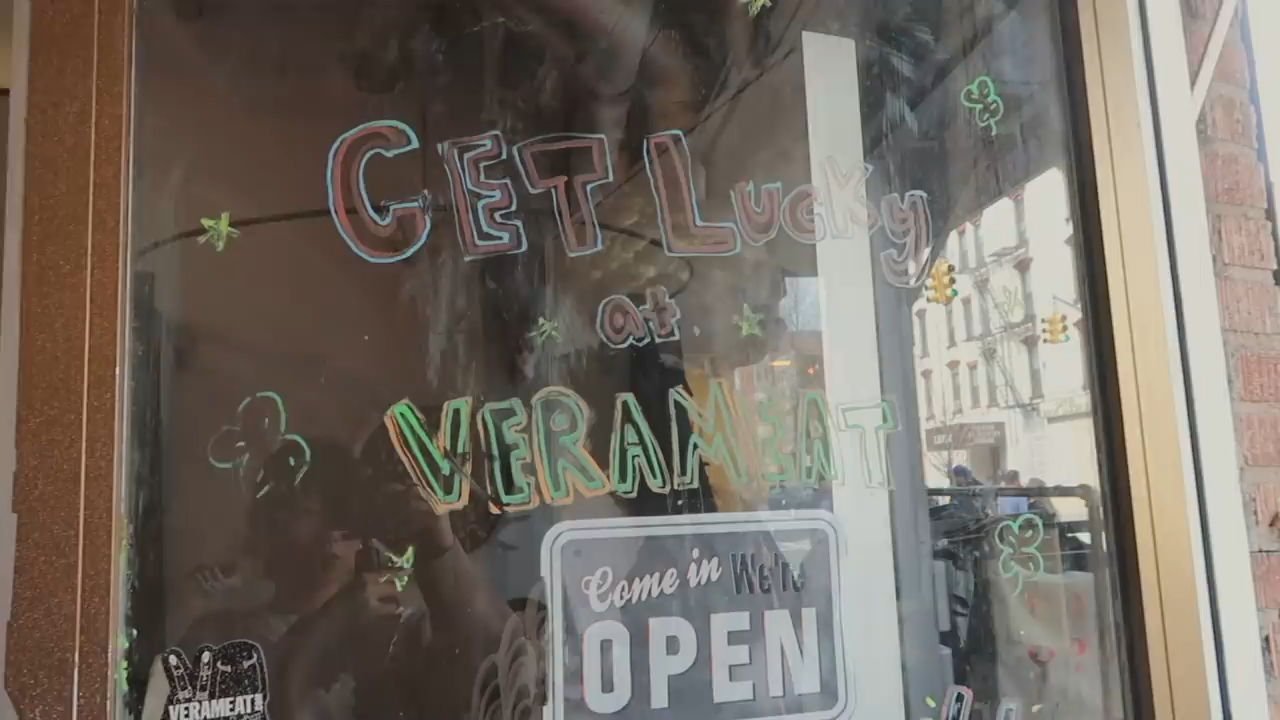 GET Lucky
at
VERAMEAT
Come in We're
OPEN
VERAMEAT